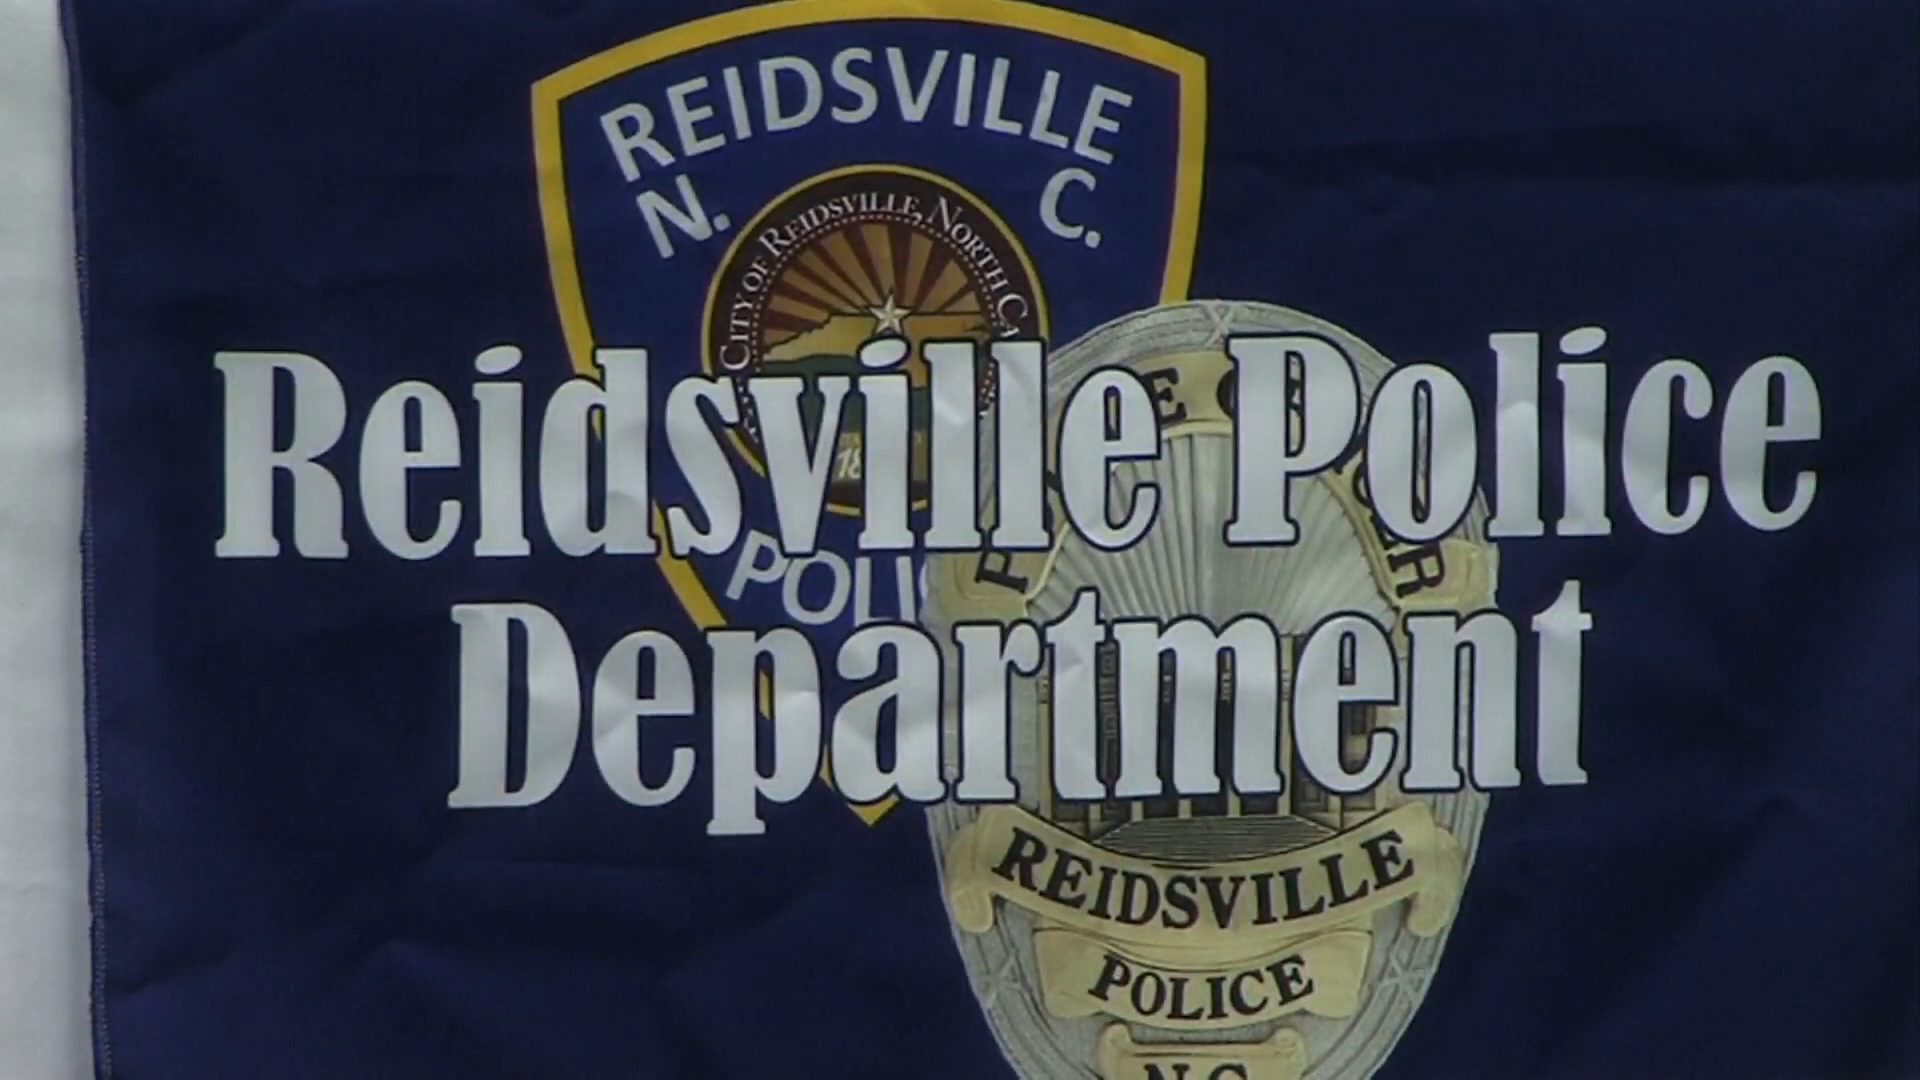 REIDSVILLE
N. C.
CITY OF REIDSVILLE, NORTH
Reidsville Police
Department
REIDSVILLE
POLICE
N.C.